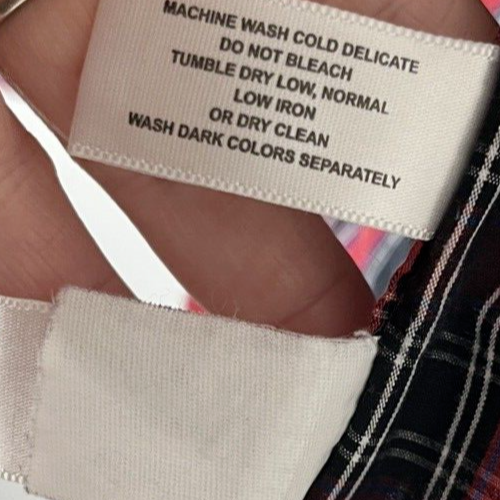 MACHINE WASH COLD DELICATE
DO NOT BLEACH
TUMBLE DRY LOW, NORMAL
LOW IRON
OR DRY CLEAN
WASH DARK COLORS SEPARATELY